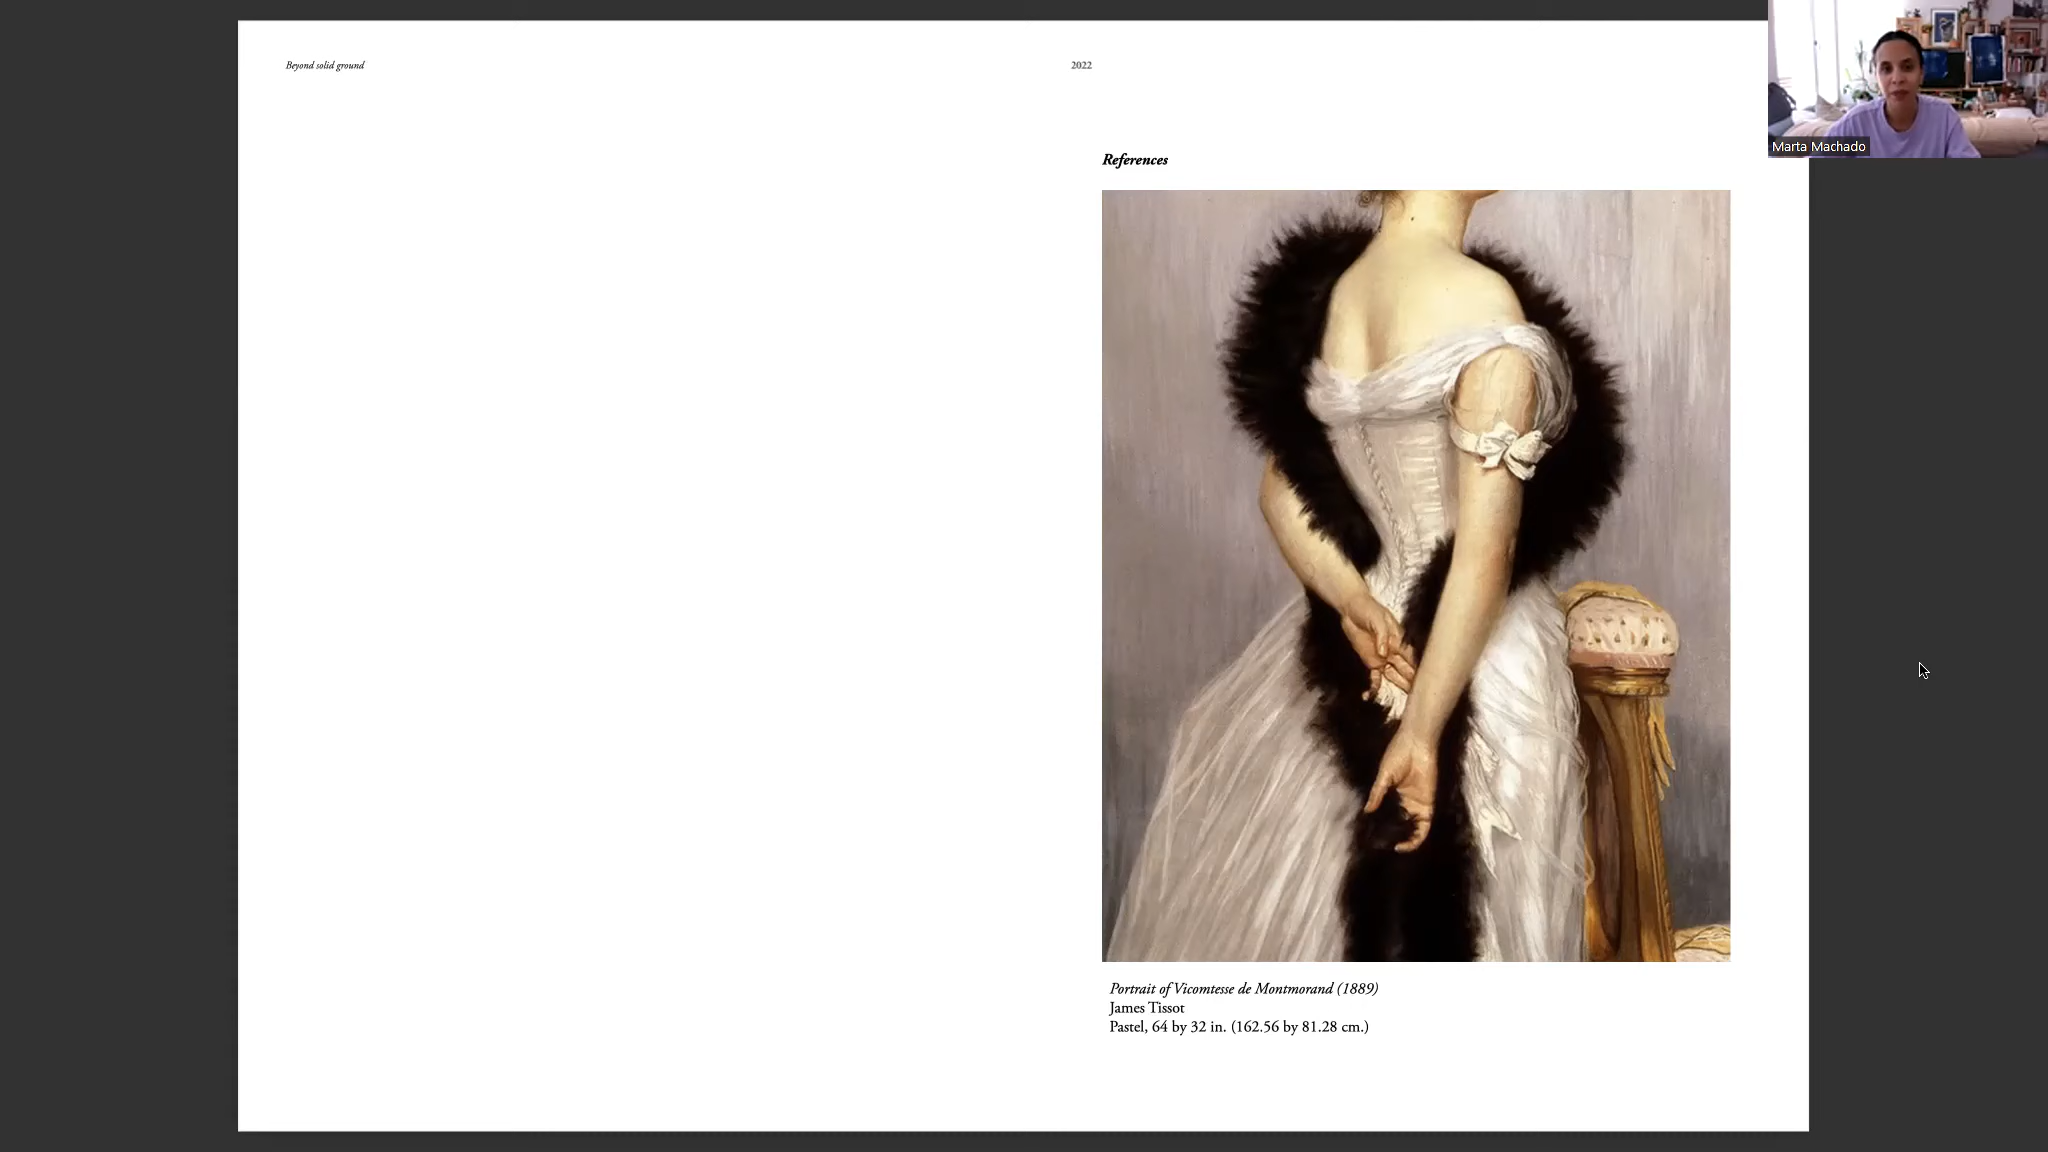 Beyond solid ground
2022
Marta Machado
References
Portrait of Vicomtesse de Montmorand (1889)
James Tissot
Pastel, 64 by 32 in. (162.56 by 81.28 cm.)